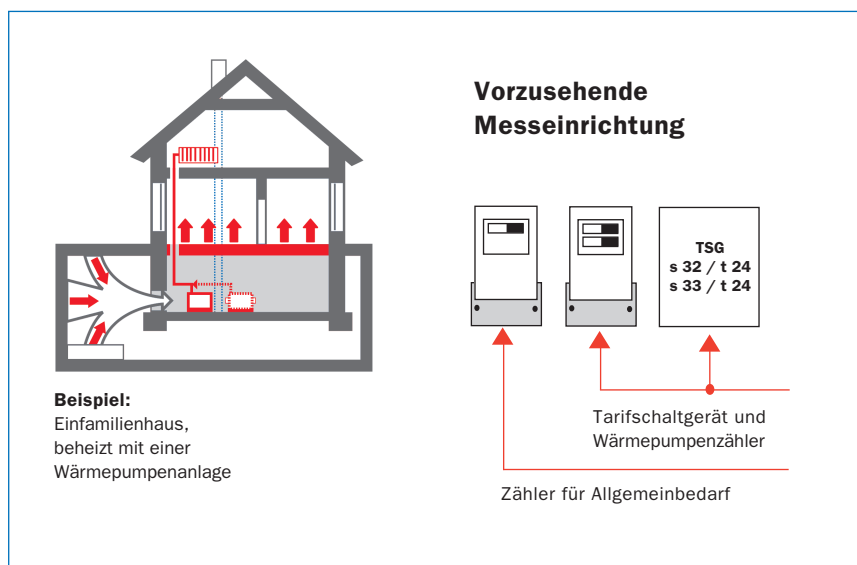 Vorzusehende
Messeinrichtung
TSG
s 32 / t 24
s 33 / t 24
Beispiel:
Einfamilienhaus,
beheizt mit einer
Wärmepumpenanlage
Tarifschaltgerät und
Wärmepumpenzähler
Zähler für Allgemeinbedarf